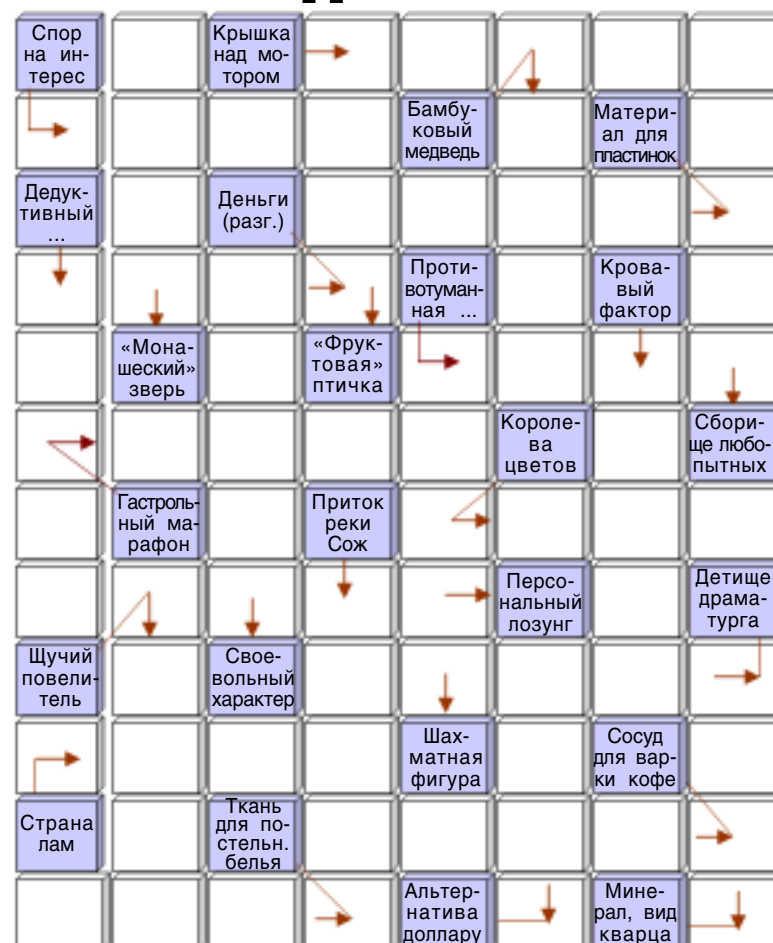 Спор
на ин-
терес
Крышка
над мо-
тором
Бамбу-
ковый
медведь
Матери-
ал для
пластинок
Дедук-
тивный
...
Деньги
(разг.)
Проти-
вотуман-
ная ...
Крова-
вый
фактор
«Мона-
шеский»
зверь
«Фрук-
товая»
птичка
Короле-
ва
цветов
Сбори-
ще любо-
пытных
Гастроль-
ный ма-
рафон
Приток
реки
Сож
Персо-
нальный
лозунг
Детище
драма-
турга
Щучий
повели-
тель
Свое-
вольный
характер
Шах-
матная
фигура
Сосуд
для вар-
ки кофе
Страна
лам
Ткань
для по-
стельн.
белья
Альтер-
натива
доллару
Мине-
рал, вид
кварца